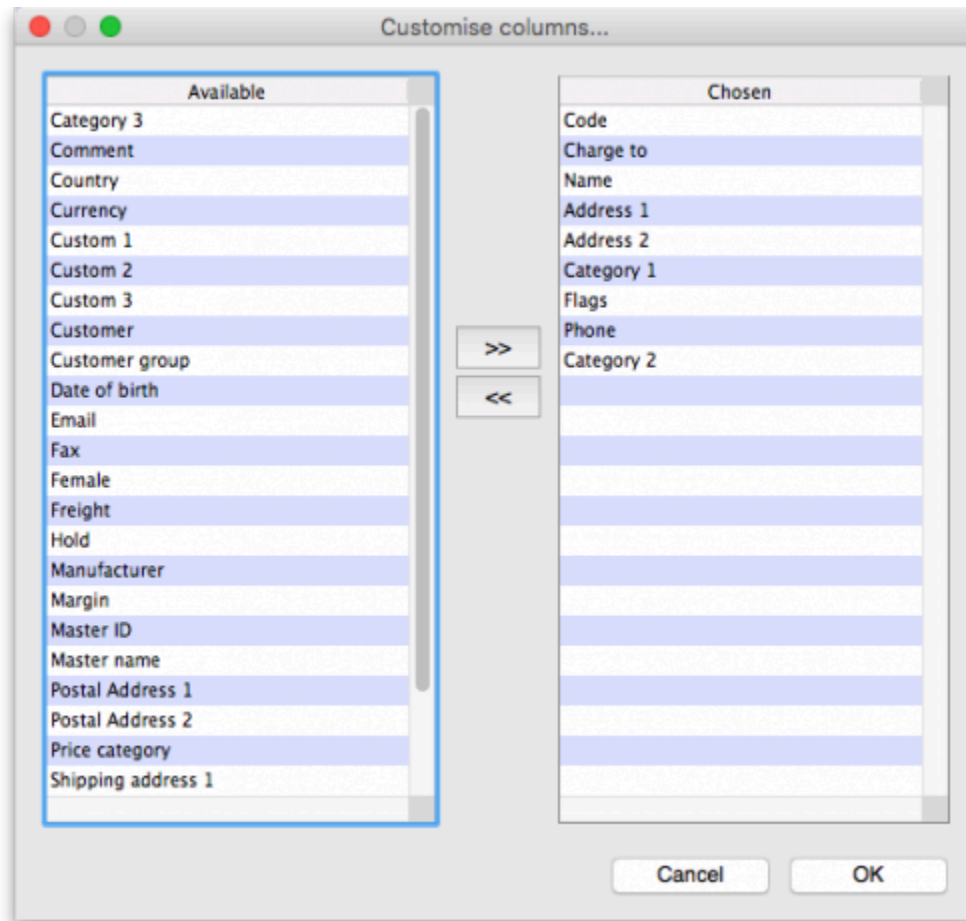 Customise columns...
Available
Category 3
Comment
Country
Currency
Custom 1
Custom 2
Custom 3
Customer
Customer group
Date of birth
Email
Fax
Female
Freight
Hold
Manufacturer
Margin
Master ID
Master name
Postal Address 1
Postal Address 2
Price category
Shipping address 1
>>
<<
Chosen
Code
Charge to
Name
Address 1
Address 2
Category 1
Flags
Phone
Category 2
Cancel
OK